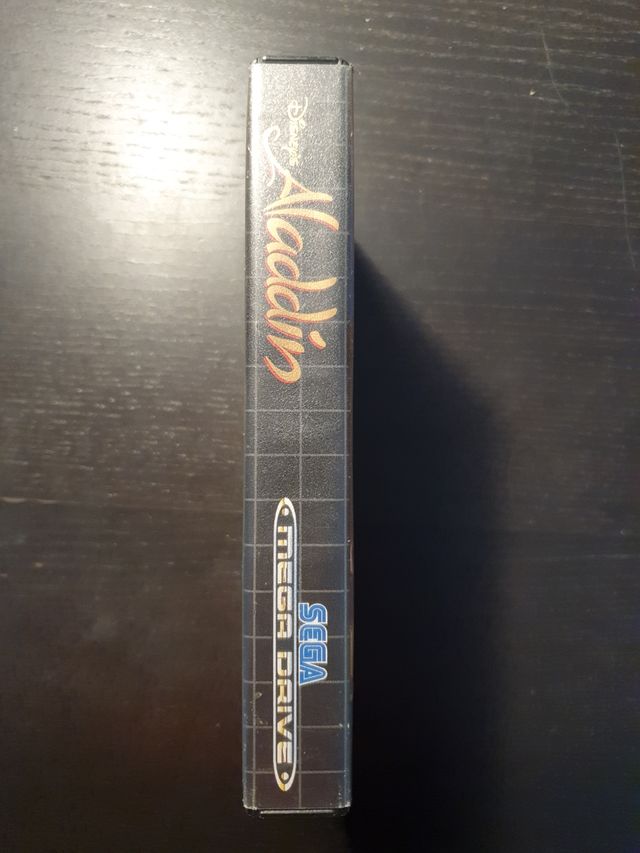 Disney's
Aladdin
SEGA
MEGA DRIVE